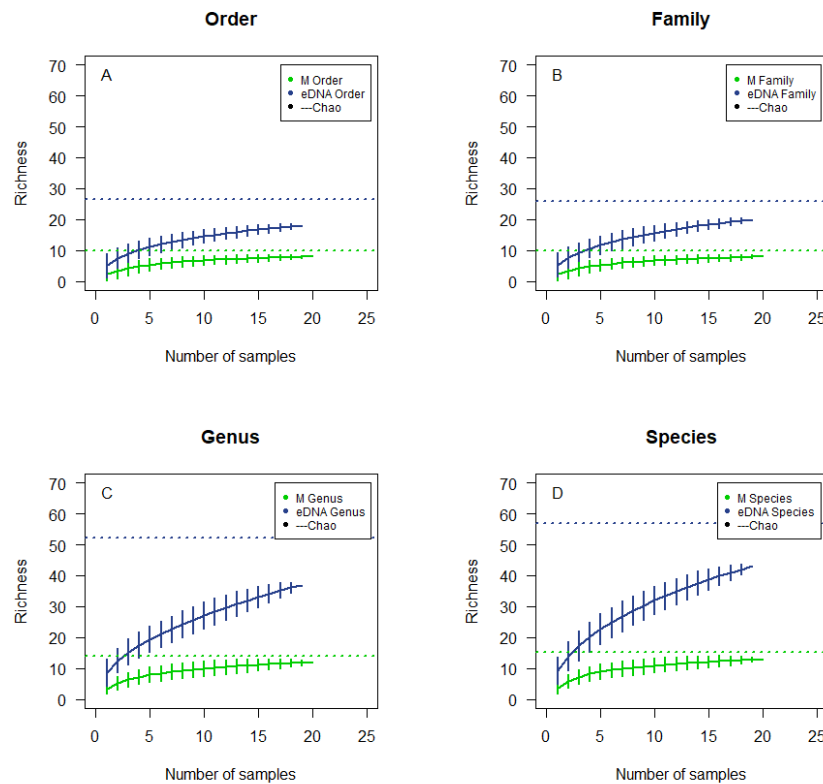 Order
A
M Order
eDNA Order
---Chao
Richness
70
60
50
40
30
20
10
0
0 5 10 15 20 25
Number of samples
Family
B
M Family
eDNA Family
---Chao
Richness
70
60
50
40
30
20
10
0
0 5 10 15 20 25
Number of samples
Genus
C
M Genus
eDNA Genus
---Chao
Richness
70
60
50
40
30
20
10
0
0 5 10 15 20 25
Number of samples
Species
D
M Species
eDNA Species
---Chao
Richness
70
60
50
40
30
20
10
0
0 5 10 15 20 25
Number of samples